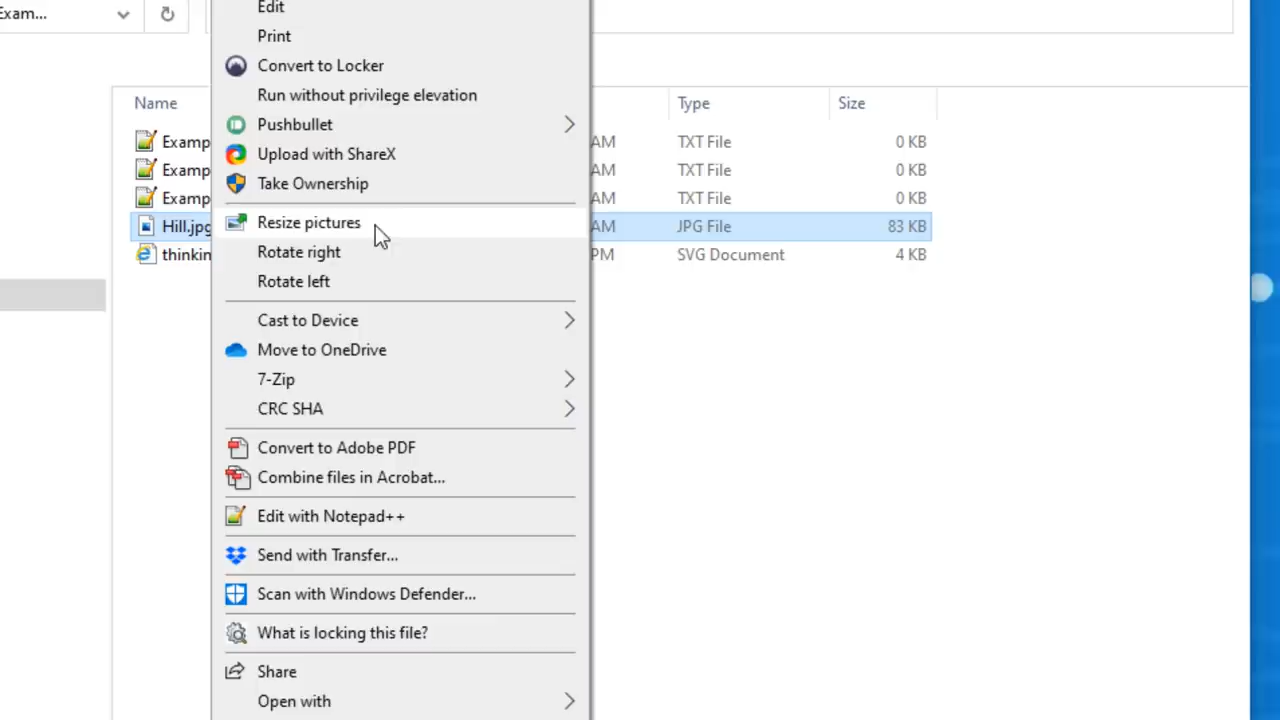 Exam...
Edit
Print
Convert to Locker
Run without privilege elevation
Pushbullet
Upload with ShareX
Take Ownership
Resize pictures
Rotate right
Rotate left
Cast to Device
Move to OneDrive
7-Zip
CRC SHA
Convert to Adobe PDF
Combine files in Acrobat...
Edit with Notepad++
Send with Transfer...
Scan with Windows Defender...
What is locking this file?
Share
Open with
Name Type Size
Examp AM TXT File 0 KB
Examp AM TXT File 0 KB
Examp AM TXT File 0 KB
Hill.jpg AM JPG File 83 KB
thinkin PM SVG Document 4 KB